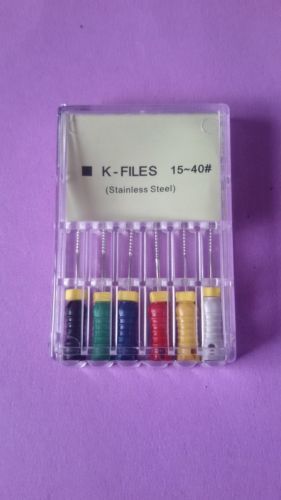 ■ K-FILES 15~40#
(Stainless Steel)